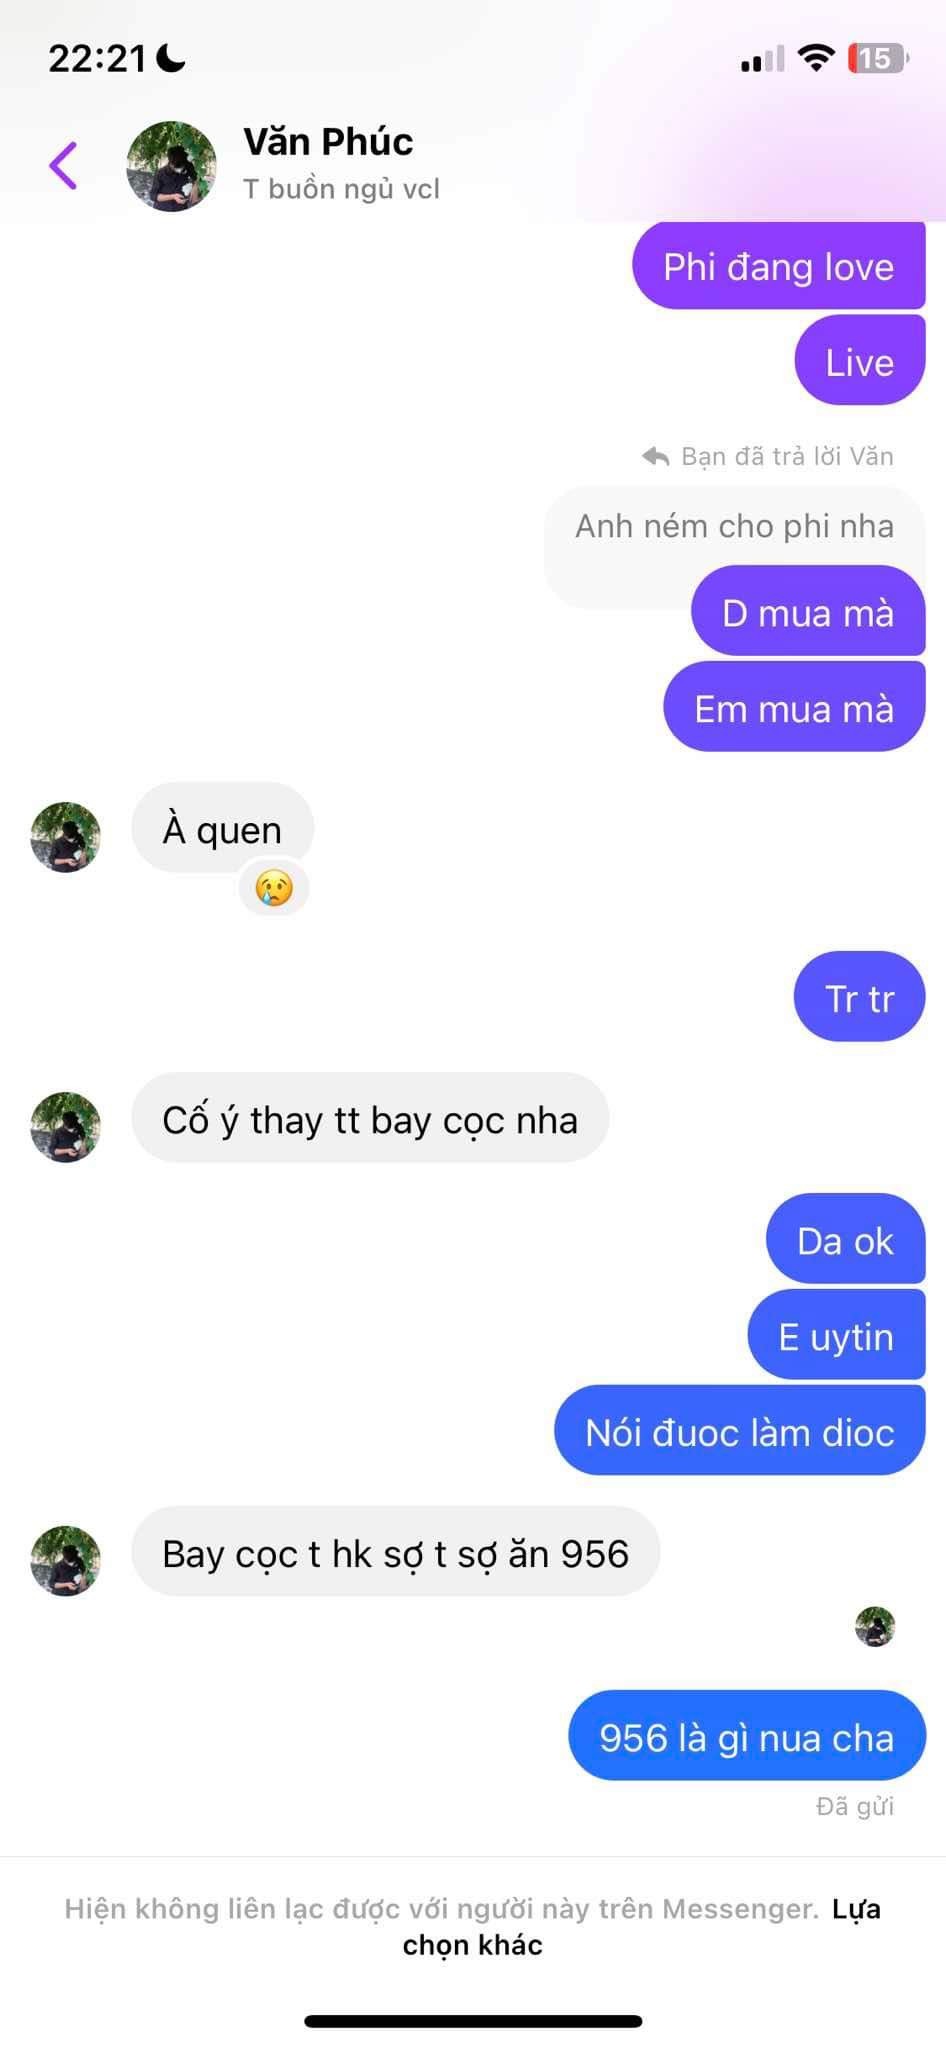 22:21
15
Văn Phúc
T buồn ngủ vcl
Phi đang love
Live
Bạn đã trả lời Văn
Anh ném cho phi nha
D mua mà
Em mua mà
À quen
Tr tr
Cố ý thay tt bay cọc nha
Da ok
E uytin
Nói đuoc làm dioc
Bay cọc t hk sợ t sợ ăn 956
956 là gì nua cha
Đã gửi
Hiện không liên lạc được với người này trên Messenger. Lựa
chọn khác